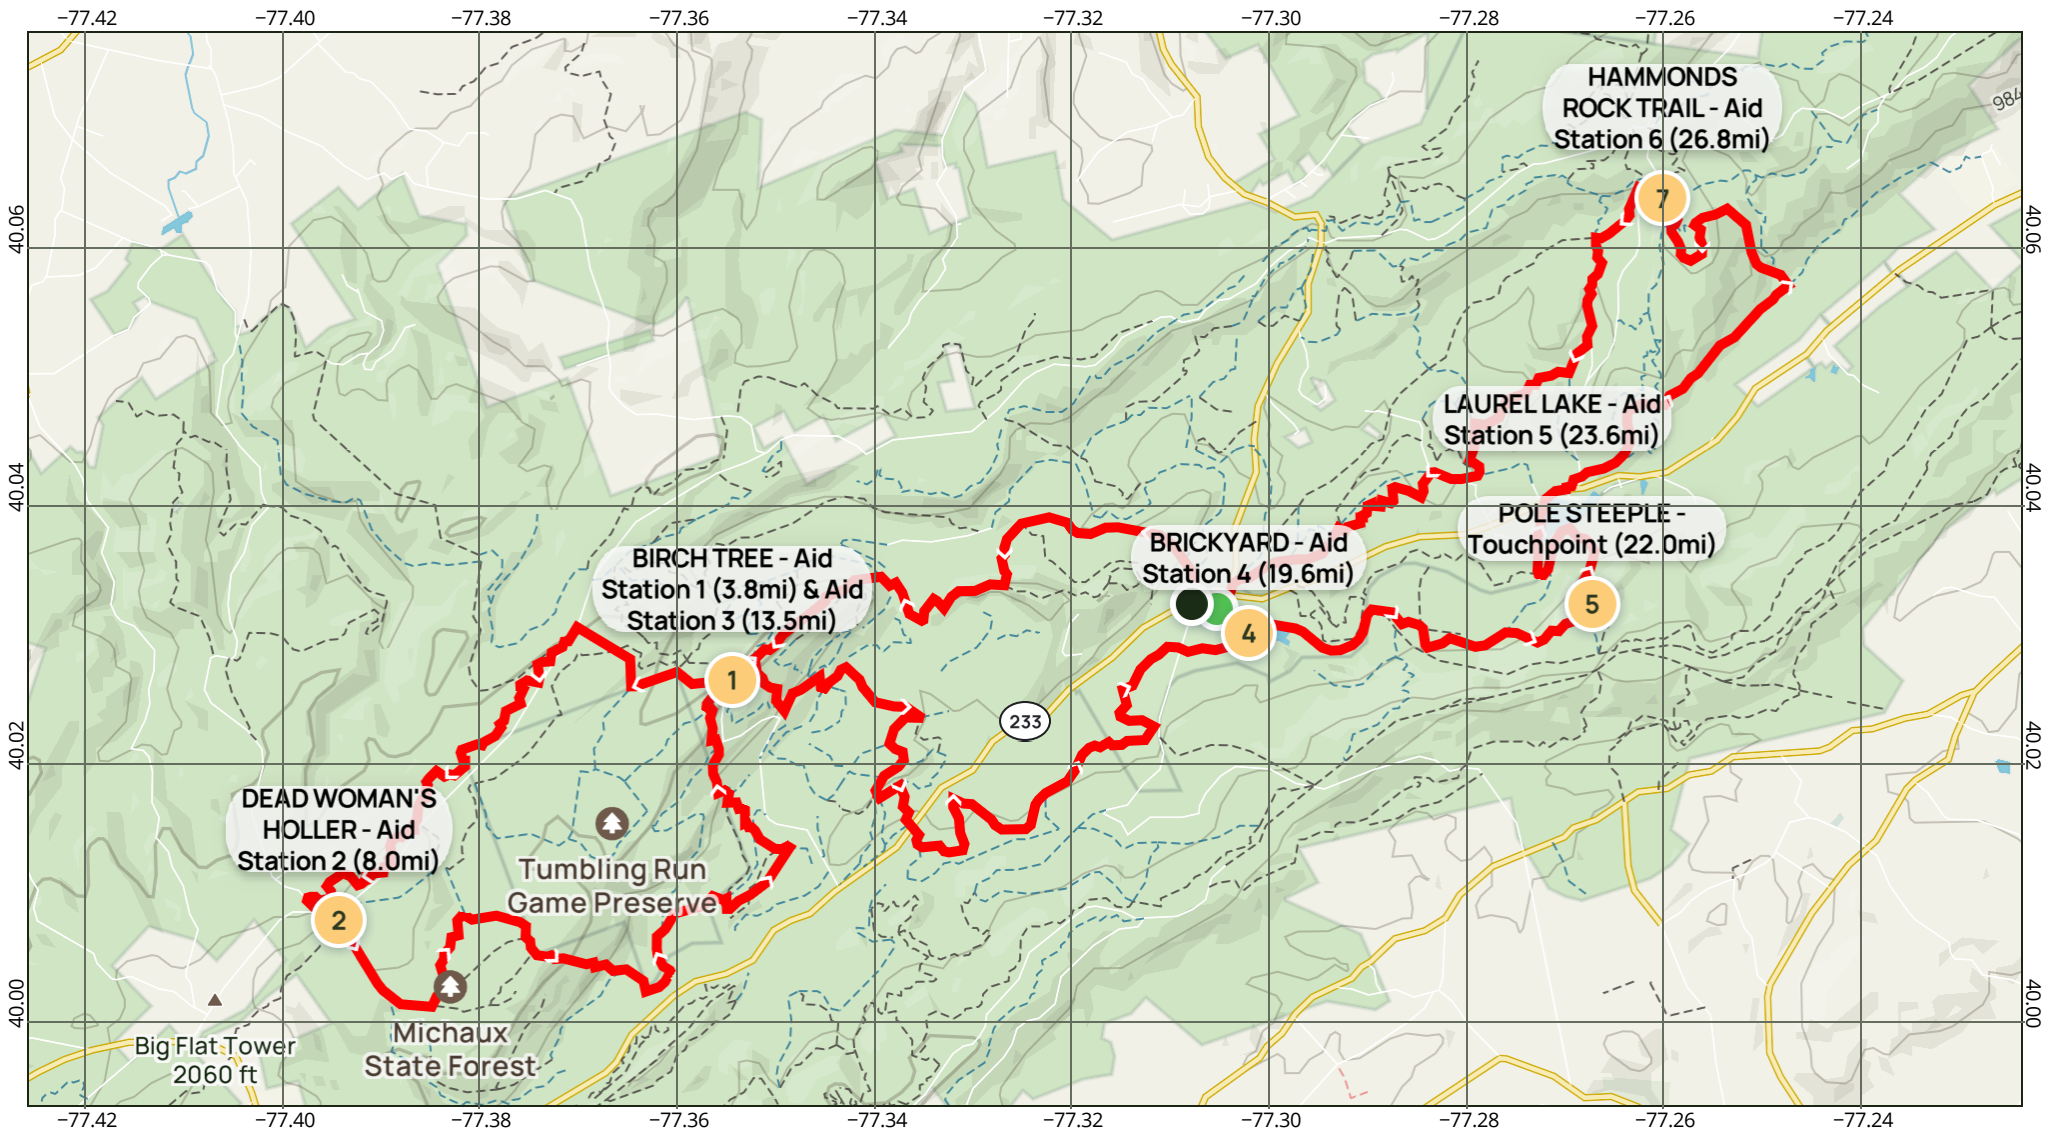 −77.42 −77.40 −77.38 −77.36 −77.34 −77.32 −77.30 −77.28 −77.26 −77.24
HAMMONDS
ROCK TRAIL - Aid
Station 6 (26.8mi)
984
7
40.06
40.06
LAUREL LAKE - Aid
Station 5 (23.6mi)
40.04
40.04
POLE STEEPLE -
Touchpoint (22.0mi)
BRICKYARD - Aid
Station 4 (19.6mi)
BIRCH TREE - Aid
Station 1 (3.8mi) & Aid
Station 3 (13.5mi)
5
4
1
233
40.02
40.02
DEAD WOMAN'S
HOLLER - Aid
Station 2 (8.0mi)
2
Tumbling Run
Game Preserve
40.00
40.00
Michaux
State Forest
Big Flat Tower
2060 ft
−77.42 −77.40 −77.38 −77.36 −77.34 −77.32 −77.30 −77.28 −77.26 −77.24